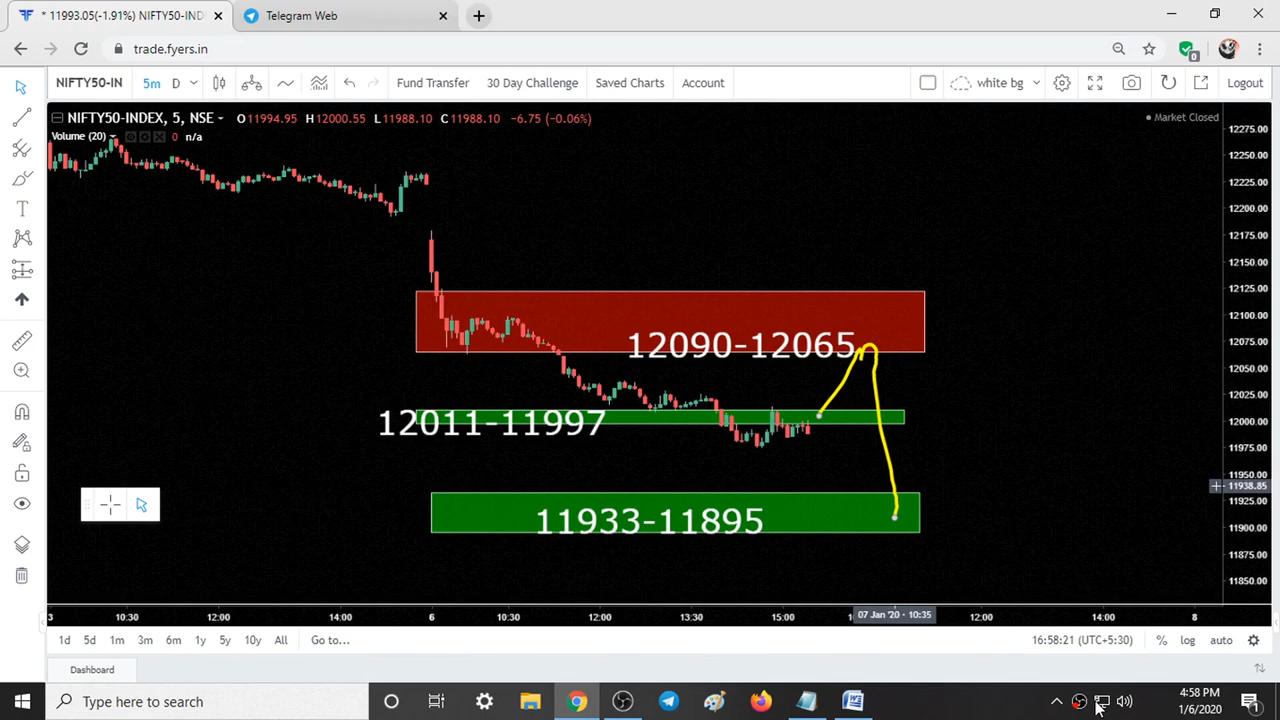 * 11993.05(-1.91%) NIFTY50-IND
Telegram Web
trade.fyers.in
0
NIFTY50-IN
5m
D
Fund Transfer
30 Day Challenge
Saved Charts
Account
white bg
Logout
NIFTY50-INDEX, 5, NSE
O11994.95 H12000.55 L11988.10 C11988.10 −6.75 (−0.06%)
Market Closed
Volume (20)
0 n/a
12275.00
12250.00
12225.00
12200.00
12175.00
12150.00
12125.00
12100.00
12075.00
12050.00
12025.00
12000.00
11975.00
11950.00
11938.85
11925.00
11900.00
11875.00
11850.00
12090-12065
12011-11997
11933-11895
3 10:30 12:00 14:00 6 10:30 12:00 13:30 15:00 07 Jan '20 - 10:35 12:00 14:00 8
1d 5d 1m 3m 6m 1y 5y 10y All Go to...
16:58:21 (UTC+5:30) % log auto
Dashboard
Type here to search
4:58 PM
1/6/2020
1